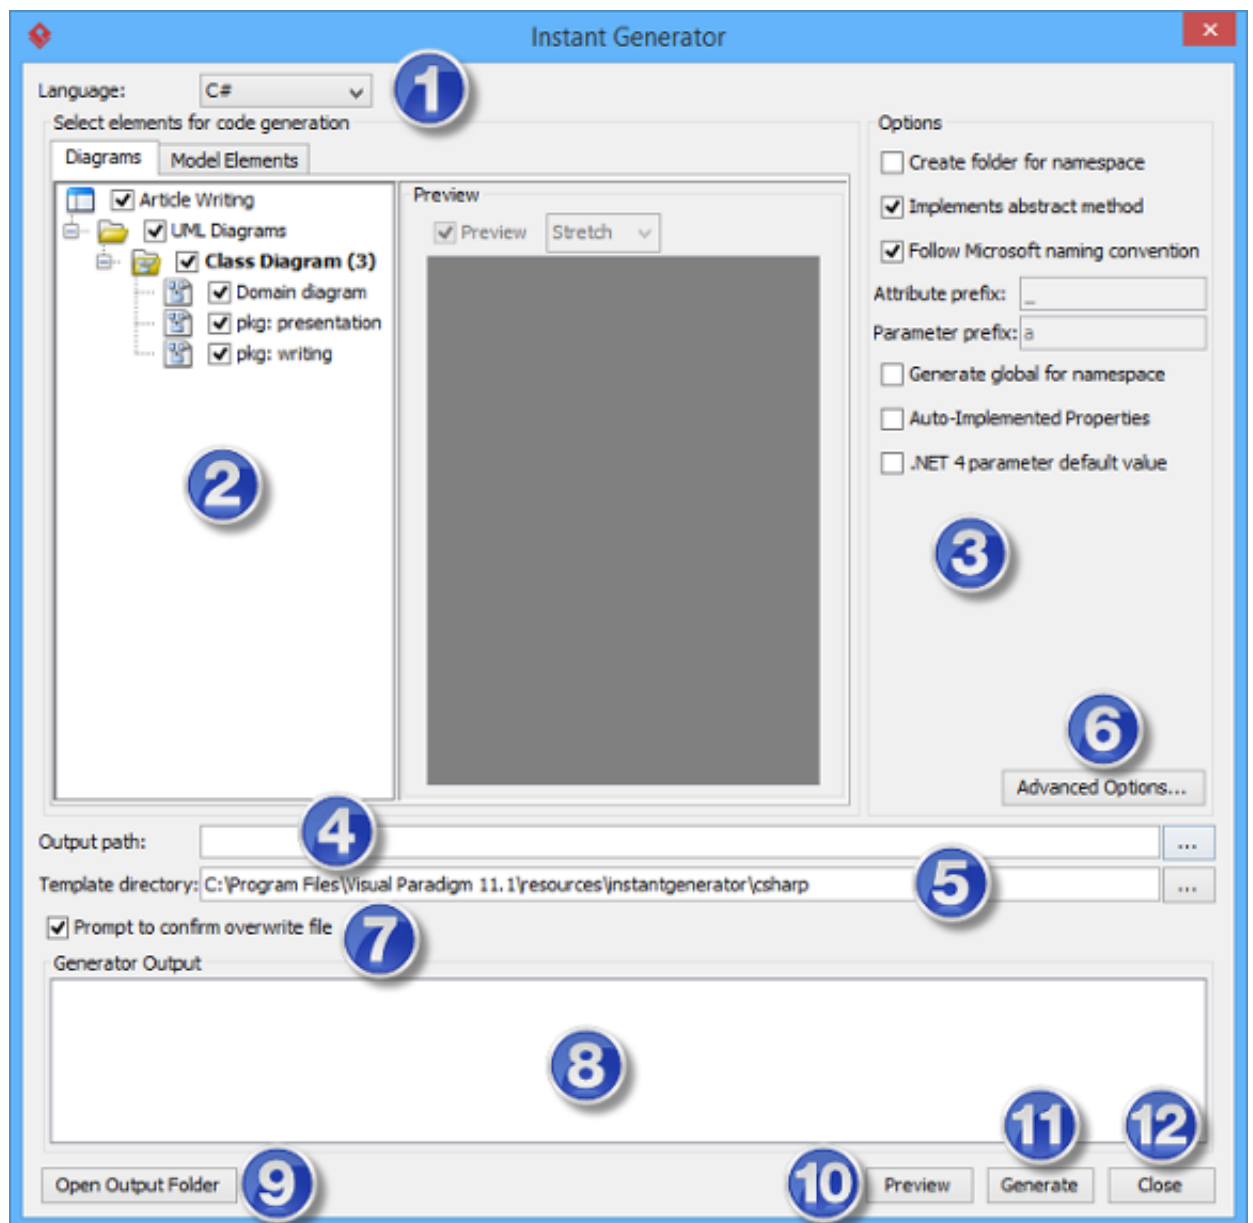 Instant Generator
Language: C# 1
Select elements for code generation
Diagrams Model Elements
Article Writing
UML Diagrams
Class Diagram (3)
Domain diagram
pkg: presentation
pkg: writing
2
Preview
Preview Stretch
Options
Create folder for namespace
Implements abstract method
Follow Microsoft naming convention
Attribute prefix: _
Parameter prefix: a
Generate global for namespace
Auto-Implemented Properties
.NET 4 parameter default value
3
6
Advanced Options...
Output path: 4 ...
Template directory: C:\Program Files\Visual Paradigm 11.1\resources\instantgenerator\csharp 5 ...
Prompt to confirm overwrite file 7
Generator Output
8
11 12
Open Output Folder 9 10 Preview Generate Close